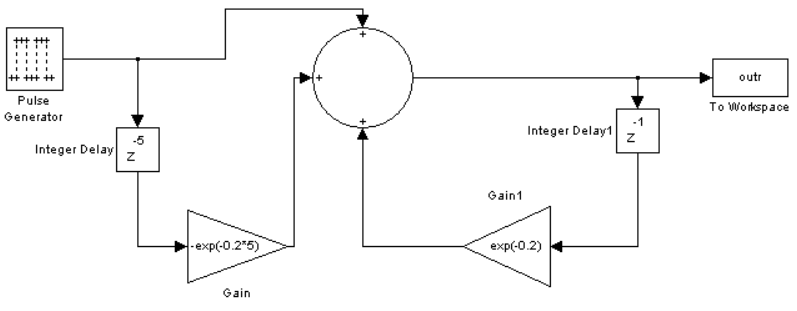 +
+
+
Pulse
Generator
outr
To Workspace
-5
Z
Integer Delay
-1
Z
Integer Delay1
-exp(-0.2*5)
Gain
Gain1
exp(-0.2)